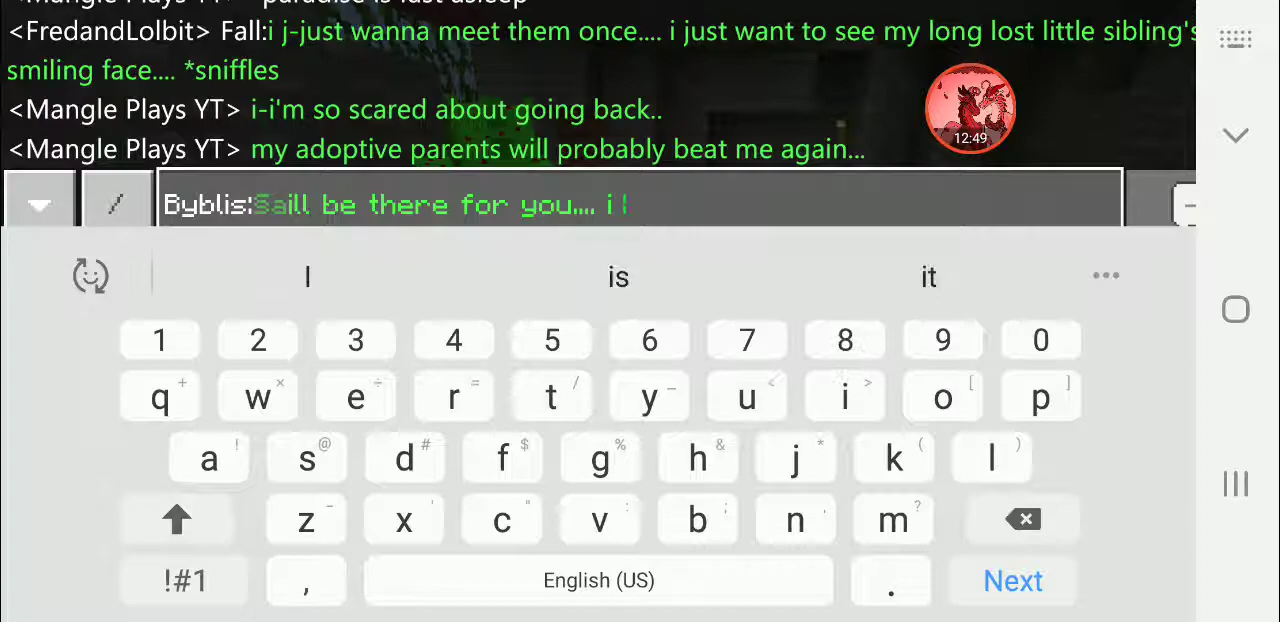 <FredandLolbit> Fall:i j-just wanna meet them once.... i just want to see my long lost little sibling's
smiling face.... *sniffles
<Mangle Plays YT> i-i'm so scared about going back..
<Mangle Plays YT> my adoptive parents will probably beat me again...
12:49
/ Byblis: ill be there for you.... i
I is it
1 2 3 4 5 6 7 8 9 0
q + w × e ÷ r = t / y _ u < i > o [ p ]
a ! s @ d # f $ g % h & j * k ( l )
z - x ' c " v : b ; n , m ?
!#1 , English (US) . Next